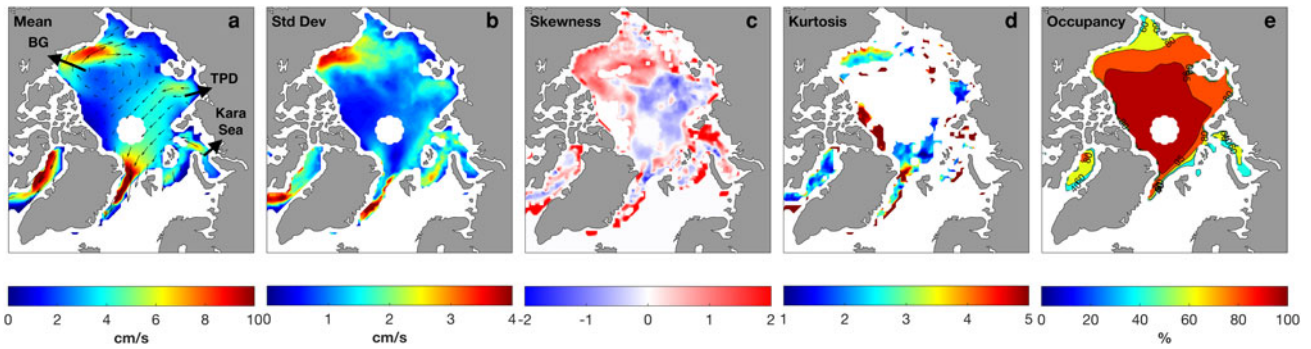 Mean a
BG
TPD
Kara
Sea
Std Dev b
Skewness c
Kurtosis d
Occupancy e
0 2 4 6 8 10
cm/s
0 1 2 3 4
cm/s
-2 -1 0 1 2
1 2 3 4 5
0 20 40 60 80 100
%